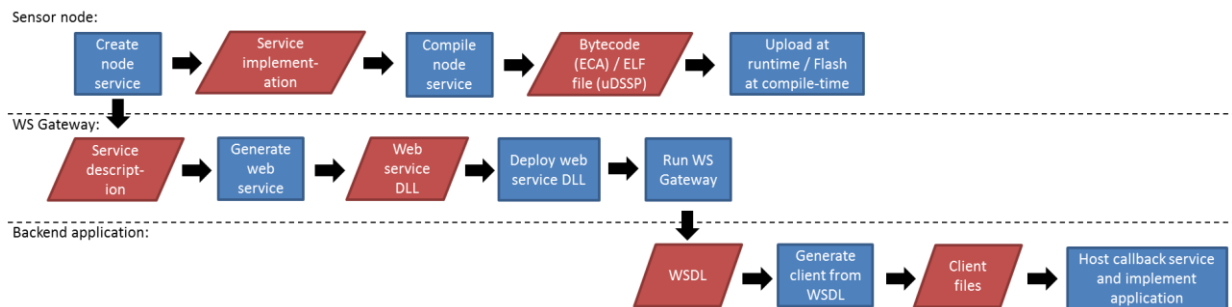 Sensor node:
Create
node
service
Service
implement-
ation
Compile
node
service
Bytecode
(ECA) / ELF
file (uDSSP)
Upload at
runtime / Flash
at compile-time
WS Gateway:
Service
descript-
ion
Generate
web
service
Web
service
DLL
Deploy web
service DLL
Run WS
Gateway
Backend application:
WSDL
Generate
client from
WSDL
Client
files
Host callback service
and implement
application